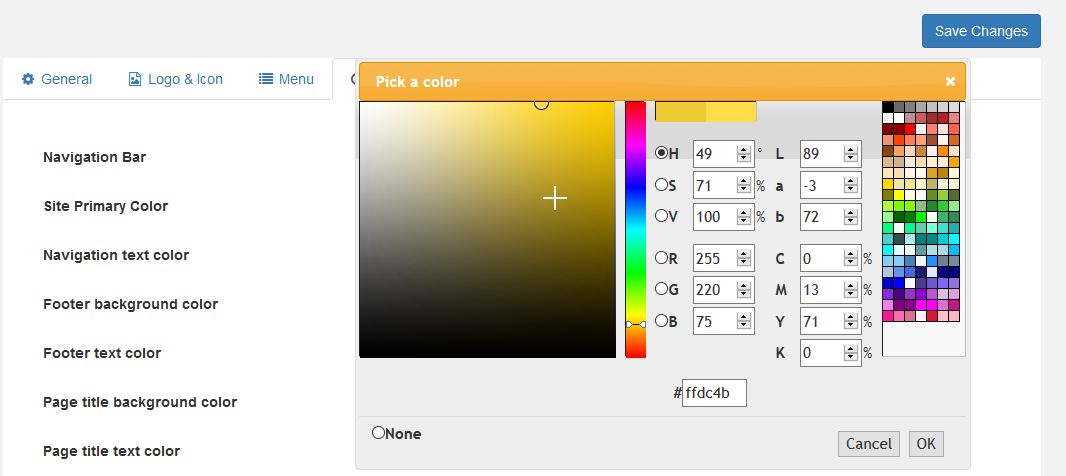 Save Changes
General Logo & Icon Menu
Pick a color
Navigation Bar
Site Primary Color
Navigation text color
Footer background color
Footer text color
Page title background color
Page title text color
H 49 ° L 89
S 71 % a -3
V 100 % b 72
R 255 C 0 %
G 220 M 13 %
B 75 Y 71 %
K 0 %
# ffdc4b
None
Cancel OK